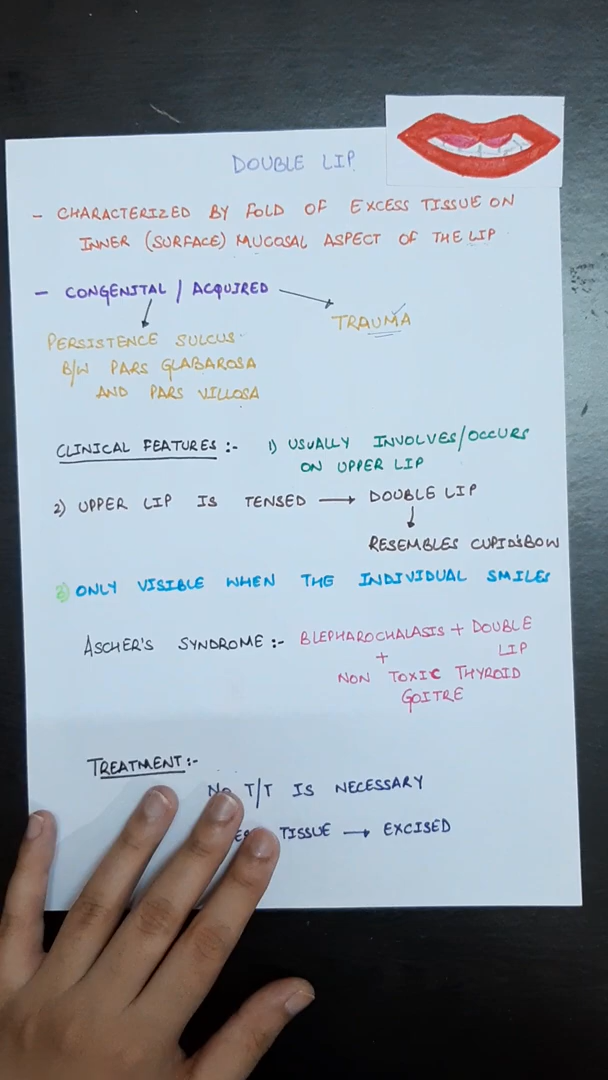 DOUBLE LIP
- CHARACTERIZED BY FOLD OF EXCESS TISSUE ON
INNER (SURFACE) MUCOSAL ASPECT OF THE LIP
- CONGENITAL / ACQUIRED
TRAUMA
PERSISTENCE SULCUS
B/W PARS GLABAROSA
AND PARS VILLOSA
CLINICAL FEATURES :- 1) USUALLY INVOLVES/OCCURS
ON UPPER LIP
2) UPPER LIP IS TENSED → DOUBLE LIP
RESEMBLES CUPID'S BOW
3) ONLY VISIBLE WHEN THE INDIVIDUAL SMILES
ASCHER'S SYNDROME :- BLEPHAROCHALASIS + DOUBLE
LIP
+
NON TOXIC THYROID
GOITRE
TREATMENT :-
NO T/T IS NECESSARY
TISSUE → EXCISED